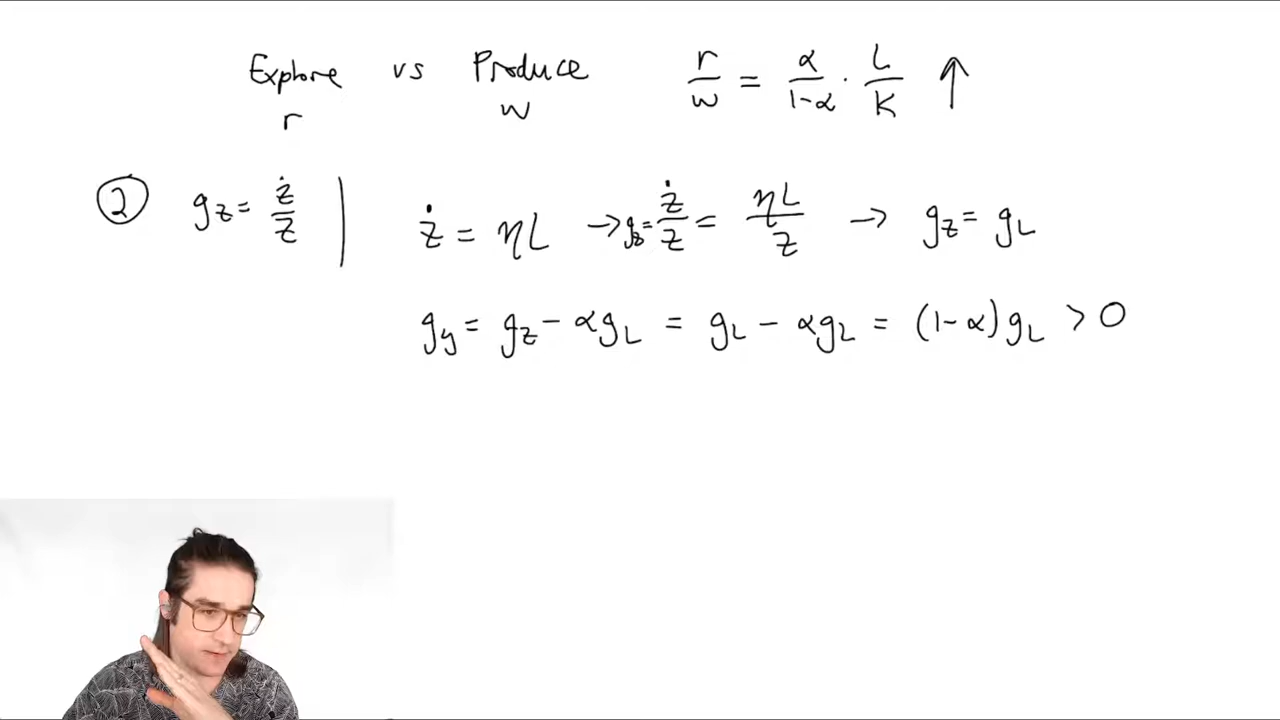 Explore vs Produce r/w = α/(1-α) · L/K ↑
r w
② g_z = ż/z | ż = ηL → g_z = ż/z = ηL/z → g_z = g_L
g_y = g_z - αg_L = g_L - αg_L = (1-α)g_L > 0